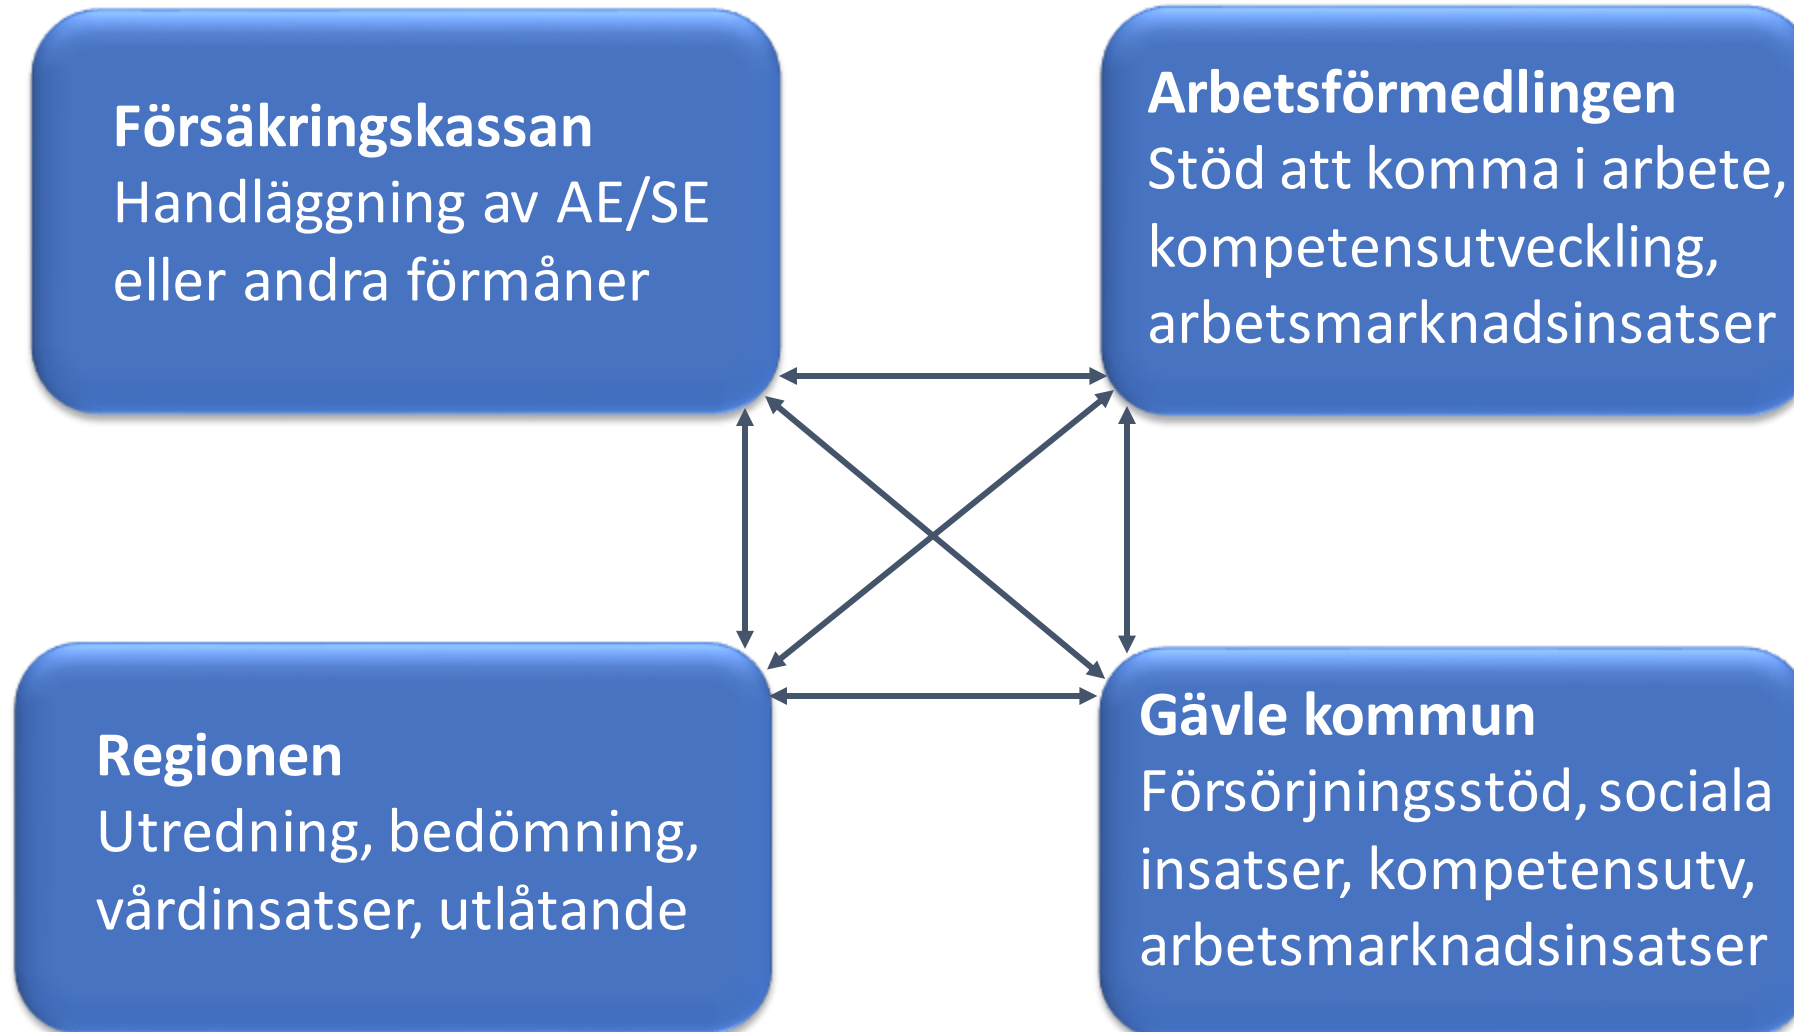 Försäkringskassan
Handläggning av AE/SE
eller andra förmåner
Arbetsförmedlingen
Stöd att komma i arbete,
kompetensutveckling,
arbetsmarknadsinsatser
Regionen
Utredning, bedömning,
vårdinsatser, utlåtande
Gävle kommun
Försörjningsstöd, sociala
insatser, kompetensutv,
arbetsmarknadsinsatser